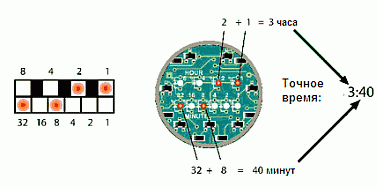 2 + 1 = 3 часа
8 4 2 1
32 16 8 4 2 1
HOUR
MINUTE
Точное
время:
3:40
32 + 8 = 40 минут